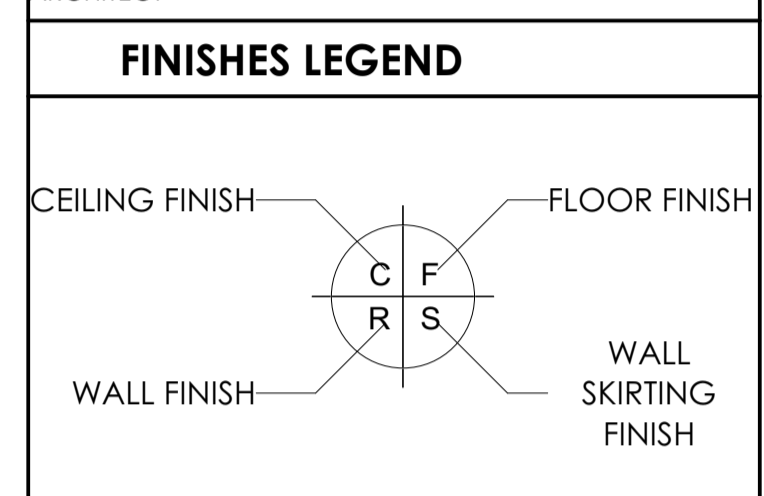 FINISHES LEGEND
CEILING FINISH
FLOOR FINISH
C F
R S
WALL FINISH
WALL
SKIRTING
FINISH